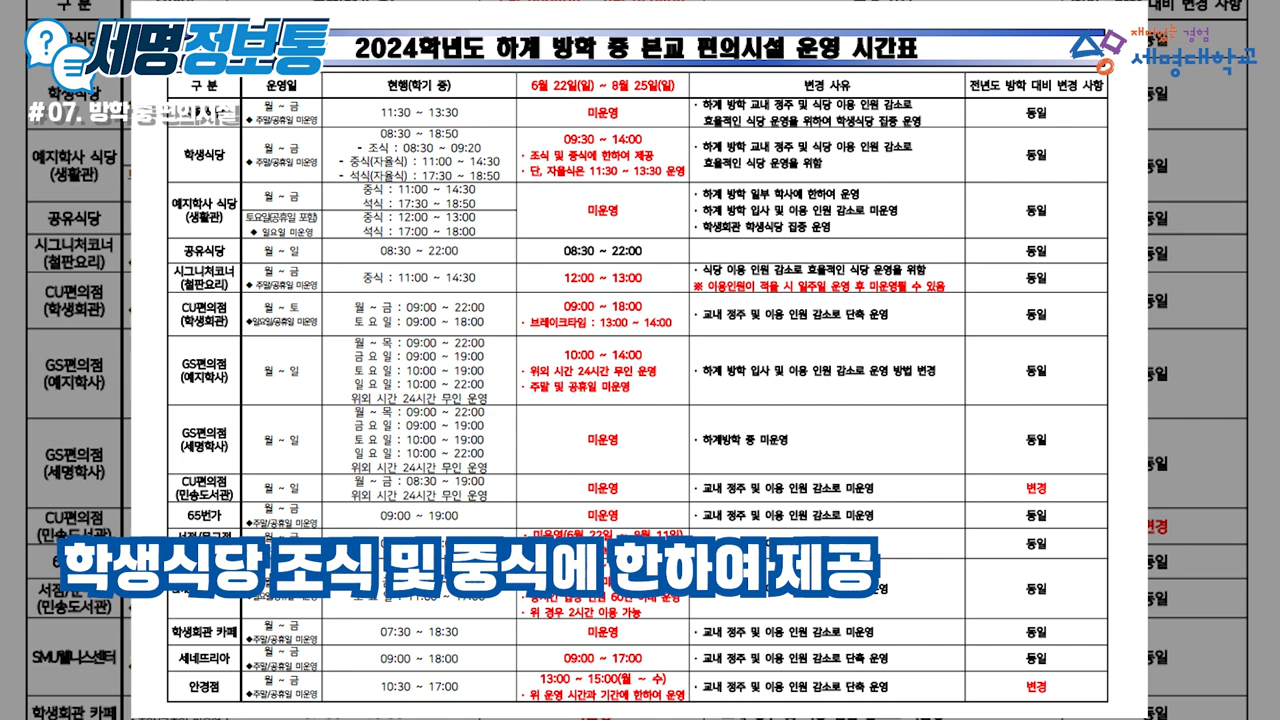 세명정보통
#07. 방학 중 편의시설
재미있는 경험
세명대학교
2024학년도 하계 방학 중 본교 편의시설 운영 시간표
구 분 운영일 현행(학기 중) 6월 22일(일) ~ 8월 25일(일) 변경 사유 전년도 방학 대비 변경 사항
월 ~ 금
◆ 주말/공휴일 미운영
11:30 ~ 13:30
미운영
· 하계 방학 교내 정주 및 식당 이용 인원 감소로
효율적인 식당 운영을 위하여 학생식당 집중 운영
동일
학생식당
월 ~ 금
◆ 주말/공휴일 미운영
08:30 ~ 18:50
- 조식 : 08:30 ~ 09:20
- 중식(자율식) : 11:00 ~ 14:30
- 석식(자율식) : 17:30 ~ 18:50
09:30 ~ 14:00
· 조식 및 중식에 한하여 제공
· 단, 자율식은 11:30 ~ 13:30 운영
· 하계 방학 교내 정주 및 식당 이용 인원 감소로
효율적인 식당 운영을 위함
동일
예지학사 식당
(생활관)
월 ~ 금
중식 : 11:00 ~ 14:30
석식 : 17:30 ~ 18:50
토요일(공휴일 포함)
◆ 일요일 미운영
중식 : 12:00 ~ 13:00
석식 : 17:00 ~ 18:00
미운영
· 하계 방학 일부 학사에 한하여 운영
· 하계 방학 입사 및 이용 인원 감소로 미운영
· 학생회관 학생식당 집중 운영
동일
공유식당
월 ~ 일
08:30 ~ 22:00
08:30 ~ 22:00
동일
시그니처코너
(철판요리)
월 ~ 금
◆ 주말/공휴일 미운영
중식 : 11:00 ~ 14:30
12:00 ~ 13:00
· 식당 이용 인원 감소로 효율적인 식당 운영을 위함
※ 이용인원이 적을 시 일주일 운영 후 미운영될 수 있음
동일
CU편의점
(학생회관)
월 ~ 토
◆일요일/공휴일 미운영
월 ~ 금 : 09:00 ~ 22:00
토 요 일 : 09:00 ~ 18:00
09:00 ~ 18:00
· 브레이크타임 : 13:00 ~ 14:00
· 교내 정주 및 이용 인원 감소로 단축 운영
동일
GS편의점
(예지학사)
월 ~ 일
월 ~ 목 : 09:00 ~ 22:00
금 요 일 : 09:00 ~ 19:00
토 요 일 : 10:00 ~ 19:00
일 요 일 : 10:00 ~ 22:00
위외 시간 24시간 무인 운영
10:00 ~ 14:00
· 위외 시간 24시간 무인 운영
· 주말 및 공휴일 미운영
· 하계 방학 입사 및 이용 인원 감소로 운영 방법 변경
동일
GS편의점
(세명학사)
월 ~ 일
월 ~ 목 : 09:00 ~ 22:00
금 요 일 : 09:00 ~ 19:00
토 요 일 : 10:00 ~ 19:00
일 요 일 : 10:00 ~ 22:00
위외 시간 24시간 무인 운영
미운영
· 하계방학 중 미운영
동일
CU편의점
(민송도서관)
월 ~ 일
월 ~ 금 : 08:30 ~ 19:00
위외 시간 24시간 무인 운영
미운영
· 교내 정주 및 이용 인원 감소로 미운영
변경
65번가
월 ~ 금
◆주말/공휴일 미운영
09:00 ~ 19:00
미운영
· 교내 정주 및 이용 인원 감소로 미운영
동일
동일
학생식당 조식 및 중식에 한하여 제공
동일
· 위 경우 2시간 이용 가능
학생회관 카페
월 ~ 금
◆주말/공휴일 미운영
07:30 ~ 18:30
미운영
· 교내 정주 및 이용 인원 감소로 미운영
동일
세네드리아
월 ~ 금
◆주말/공휴일 미운영
09:00 ~ 18:00
09:00 ~ 17:00
· 교내 정주 및 이용 인원 감소로 단축 운영
동일
안경점
월 ~ 금
◆주말/공휴일 미운영
10:30 ~ 17:00
13:00 ~ 15:00(월 ~ 수)
· 위 운영 시간과 기간에 한하여 운영
· 교내 정주 및 이용 인원 감소로 단축 운영
변경